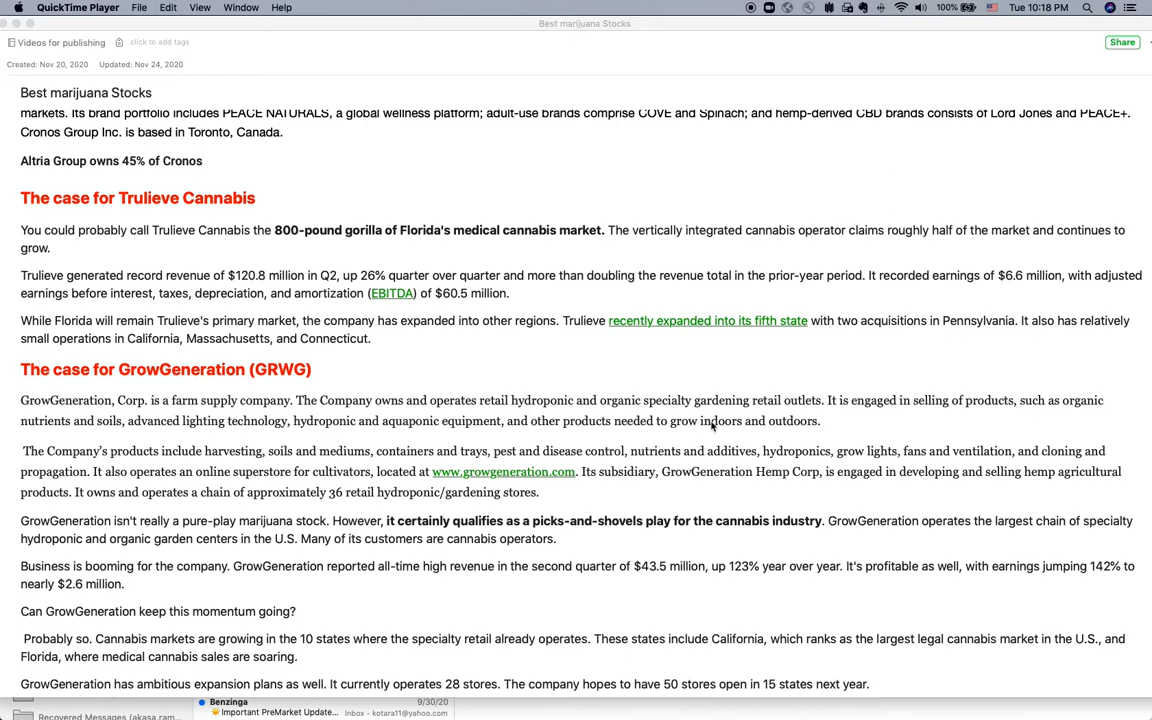 QuickTime Player File Edit View Window Help 100% Tue 10:18 PM
Best marijuana Stocks
Videos for publishing click to add tags Share
Created: Nov 20, 2020 Updated: Nov 24, 2020
Best marijuana Stocks
markets. Its brand portfolio includes PEACE NATURALS, a global wellness platform; adult-use brands comprise COVE and Spinach; and hemp-derived CBD brands consists of Lord Jones and PEACE+.
Cronos Group Inc. is based in Toronto, Canada.
Altria Group owns 45% of Cronos
The case for Trulieve Cannabis
You could probably call Trulieve Cannabis the 800-pound gorilla of Florida's medical cannabis market. The vertically integrated cannabis operator claims roughly half of the market and continues to
grow.
Trulieve generated record revenue of $120.8 million in Q2, up 26% quarter over quarter and more than doubling the revenue total in the prior-year period. It recorded earnings of $6.6 million, with adjusted
earnings before interest, taxes, depreciation, and amortization (EBITDA) of $60.5 million.
While Florida will remain Trulieve's primary market, the company has expanded into other regions. Trulieve recently expanded into its fifth state with two acquisitions in Pennsylvania. It also has relatively
small operations in California, Massachusetts, and Connecticut.
The case for GrowGeneration (GRWG)
GrowGeneration, Corp. is a farm supply company. The Company owns and operates retail hydroponic and organic specialty gardening retail outlets. It is engaged in selling of products, such as organic
nutrients and soils, advanced lighting technology, hydroponic and aquaponic equipment, and other products needed to grow indoors and outdoors.
The Company's products include harvesting, soils and mediums, containers and trays, pest and disease control, nutrients and additives, hydroponics, grow lights, fans and ventilation, and cloning and
propagation. It also operates an online superstore for cultivators, located at www.growgeneration.com. Its subsidiary, GrowGeneration Hemp Corp, is engaged in developing and selling hemp agricultural
products. It owns and operates a chain of approximately 36 retail hydroponic/gardening stores.
GrowGeneration isn't really a pure-play marijuana stock. However, it certainly qualifies as a picks-and-shovels play for the cannabis industry. GrowGeneration operates the largest chain of specialty
hydroponic and organic garden centers in the U.S. Many of its customers are cannabis operators.
Business is booming for the company. GrowGeneration reported all-time high revenue in the second quarter of $43.5 million, up 123% year over year. It's profitable as well, with earnings jumping 142% to
nearly $2.6 million.
Can GrowGeneration keep this momentum going?
Probably so. Cannabis markets are growing in the 10 states where the specialty retail already operates. These states include California, which ranks as the largest legal cannabis market in the U.S., and
Florida, where medical cannabis sales are soaring.
GrowGeneration has ambitious expansion plans as well. It currently operates 28 stores. The company hopes to have 50 stores open in 15 states next year.
Benzinga 9/30/20
Important PreMarket Update... Inbox - kotara11@yahoo.com
Recovered Messages (akasa.ram...